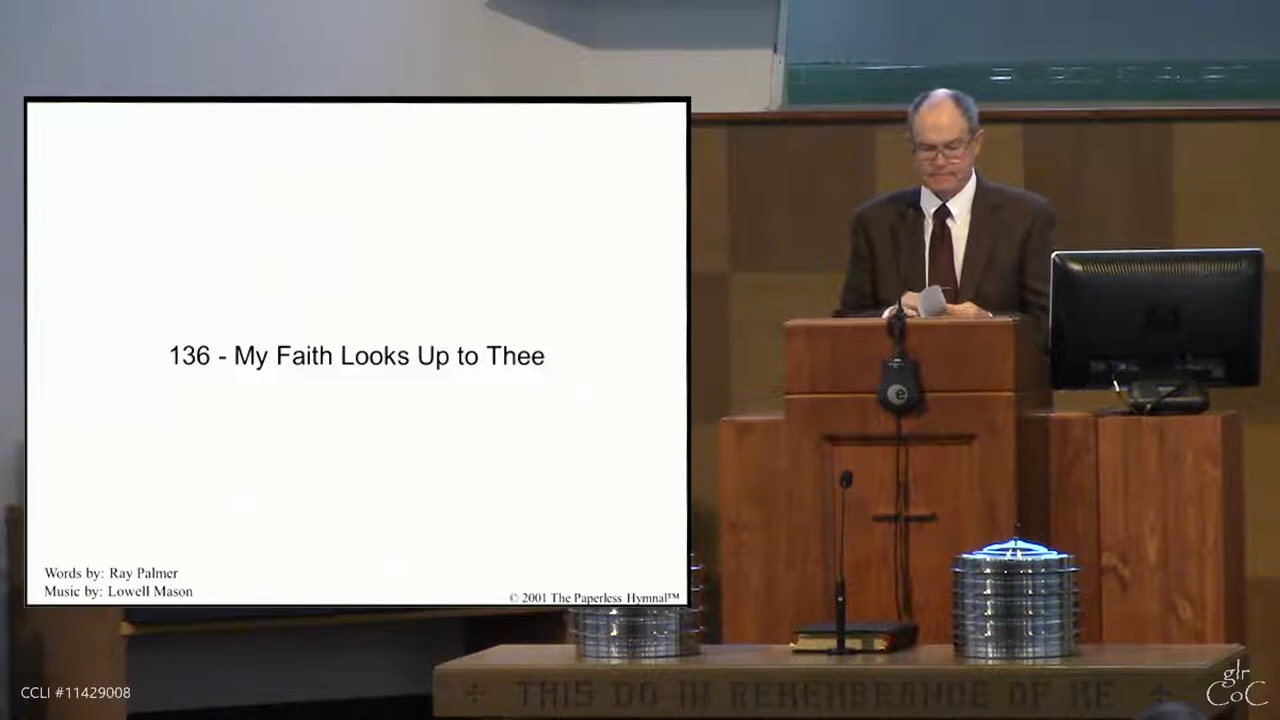 136 - My Faith Looks Up to Thee
Words by: Ray Palmer
Music by: Lowell Mason
© 2001 The Paperless Hymnal™
e
THIS DO IN REMEMBRANCE OF ME
CCLI #11429008
glr
CoC